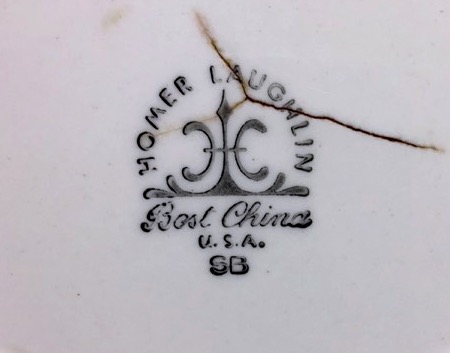 HOMER LAUGHLIN
Best China
U.S.A.
SB